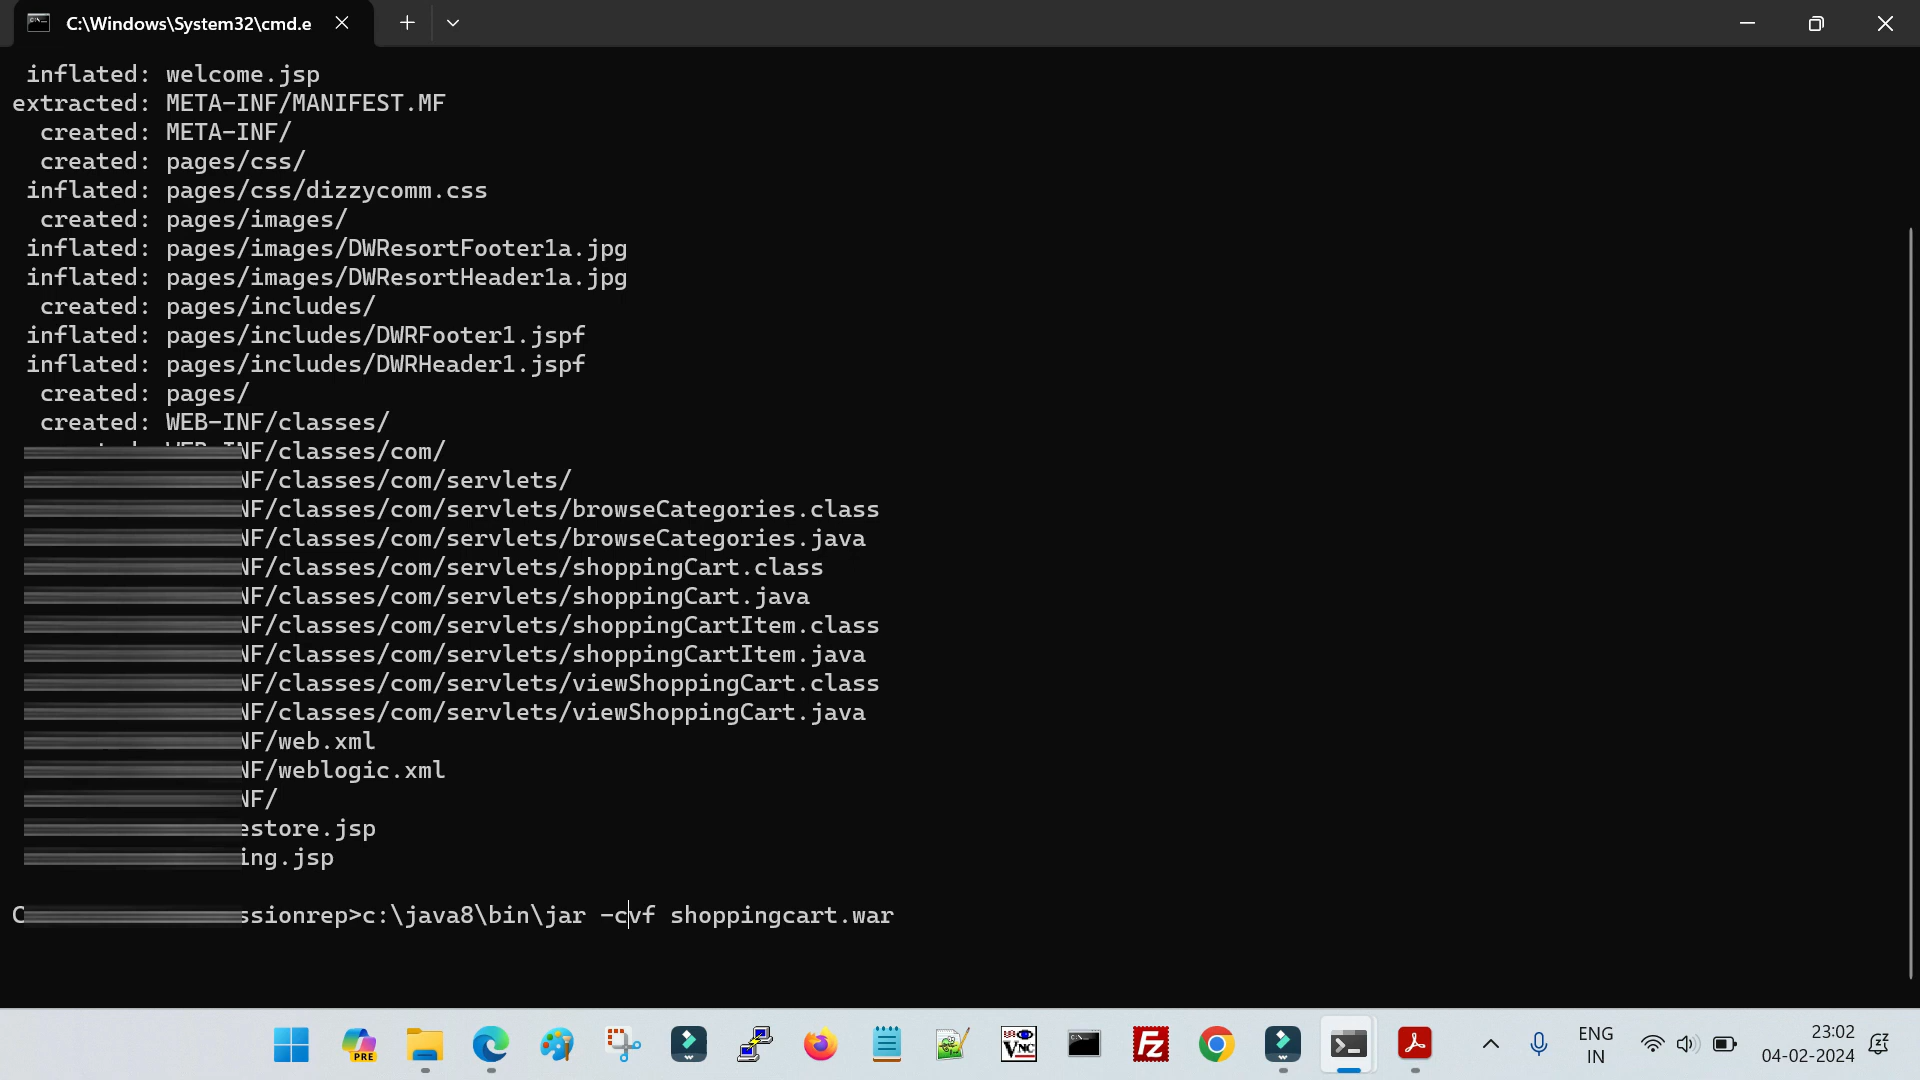 C:\Windows\System32\cmd.e
inflated: welcome.jsp
extracted: META-INF/MANIFEST.MF
created: META-INF/
created: pages/css/
inflated: pages/css/dizzycomm.css
created: pages/images/
inflated: pages/images/DWResortFooter1a.jpg
inflated: pages/images/DWResortHeader1a.jpg
created: pages/includes/
inflated: pages/includes/DWRFooter1.jspf
inflated: pages/includes/DWRHeader1.jspf
created: pages/
created: WEB-INF/classes/
NF/classes/com/
NF/classes/com/servlets/
NF/classes/com/servlets/browseCategories.class
NF/classes/com/servlets/browseCategories.java
NF/classes/com/servlets/shoppingCart.class
NF/classes/com/servlets/shoppingCart.java
NF/classes/com/servlets/shoppingCartItem.class
NF/classes/com/servlets/shoppingCartItem.java
NF/classes/com/servlets/viewShoppingCart.class
NF/classes/com/servlets/viewShoppingCart.java
NF/web.xml
NF/weblogic.xml
NF/
estore.jsp
ing.jsp
ssionrep>c:\java8\bin\jar -cvf shoppingcart.war
PRE
VNC
Fz
ENG
IN
23:02
04-02-2024